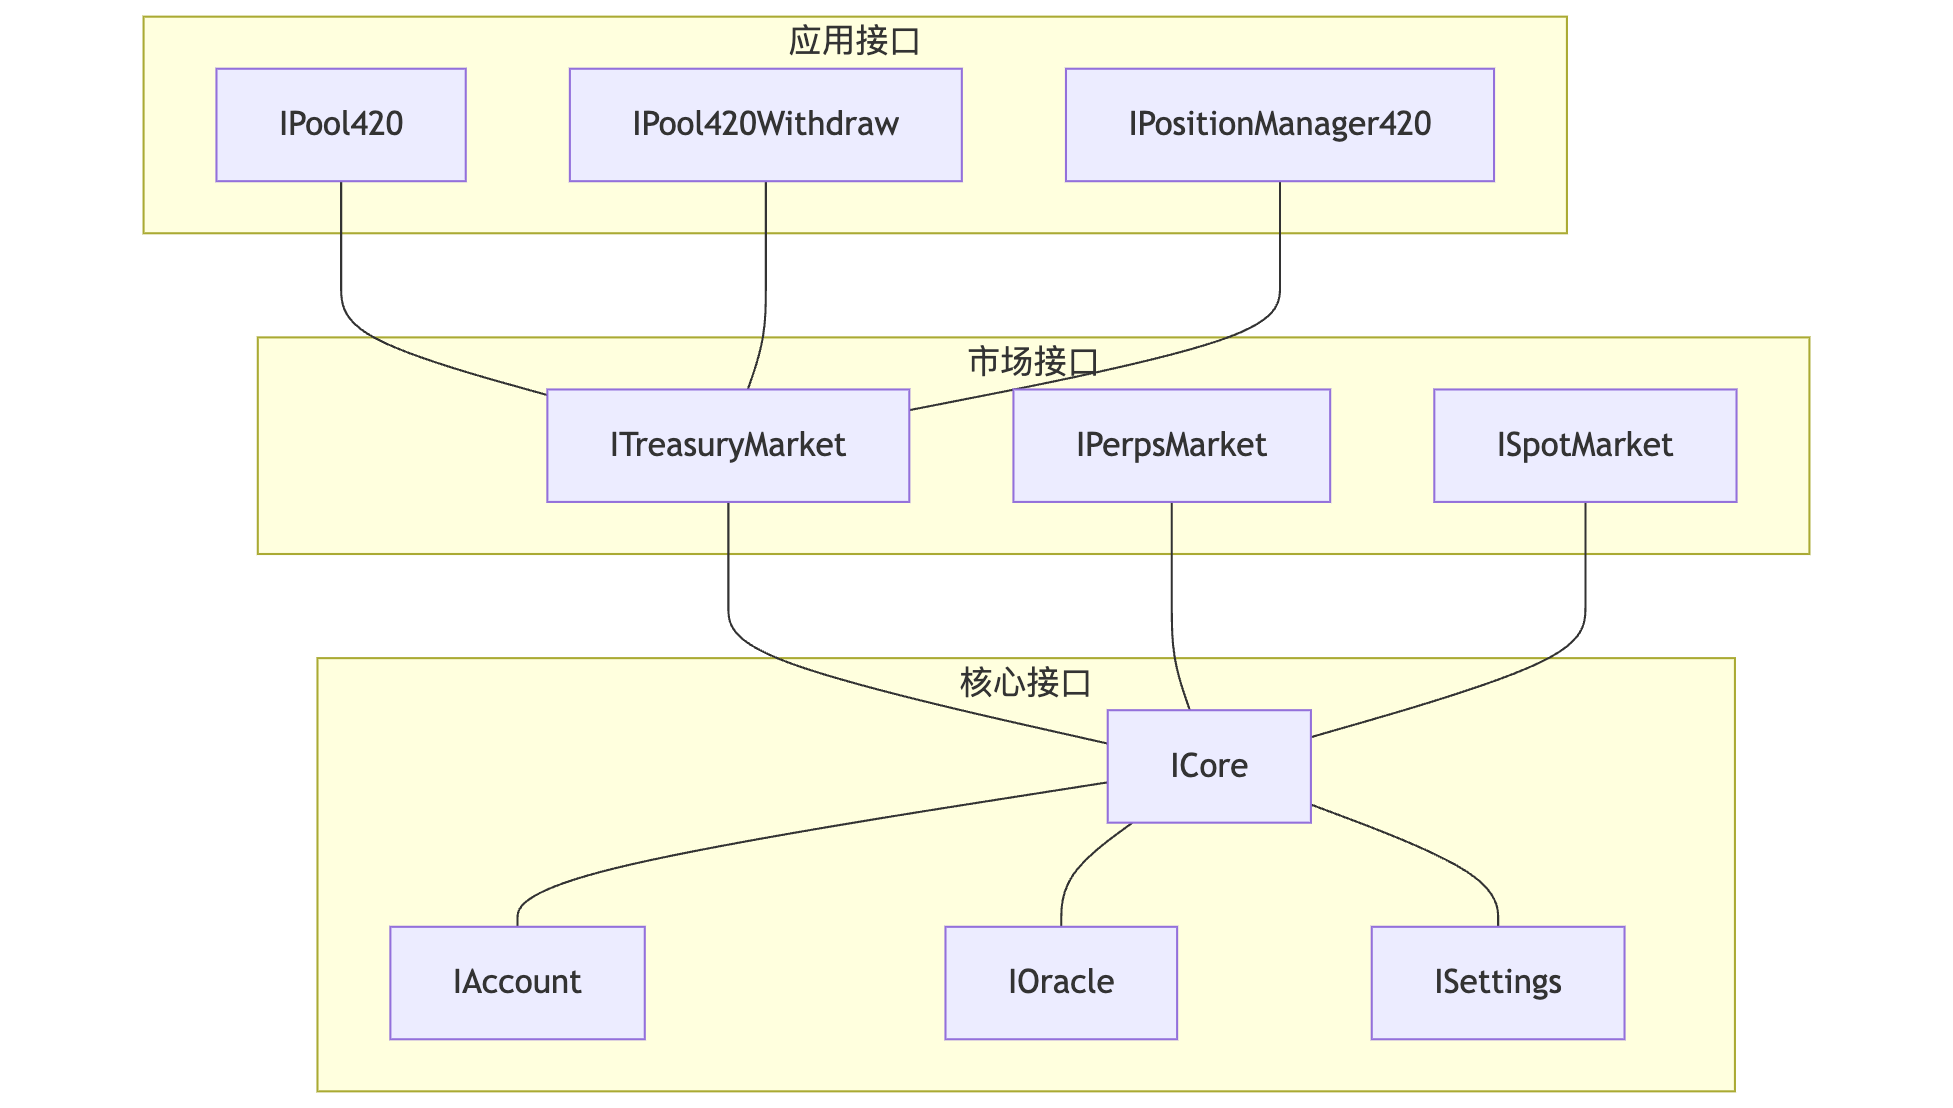 应用接口
IPool420
IPool420Withdraw
IPositionManager420
市场接口
ITreasuryMarket
IPerpsMarket
ISpotMarket
核心接口
ICore
IAccount
IOracle
ISettings